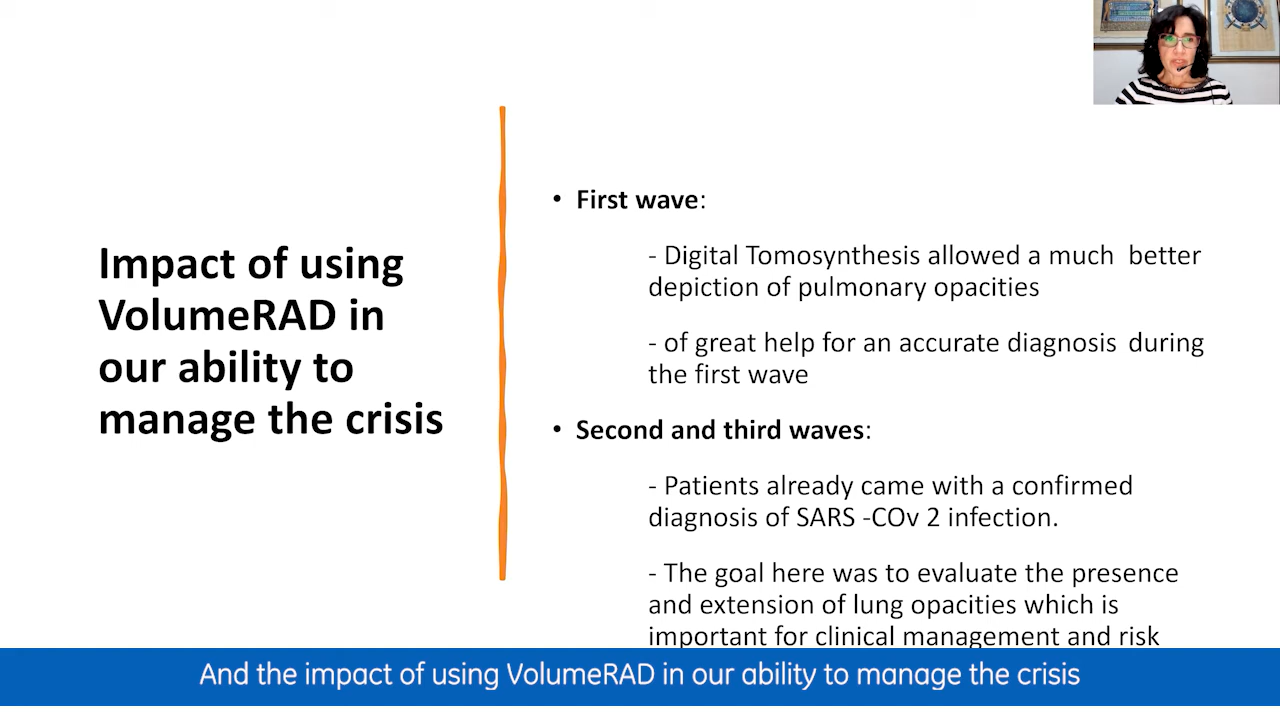 Impact of using
VolumeRAD in
our ability to
manage the crisis
• First wave:
- Digital Tomosynthesis allowed a much better
depiction of pulmonary opacities
- of great help for an accurate diagnosis during
the first wave
• Second and third waves:
- Patients already came with a confirmed
diagnosis of SARS -COv 2 infection.
- The goal here was to evaluate the presence
and extension of lung opacities which is
important for clinical management and risk
And the impact of using VolumeRAD in our ability to manage the crisis